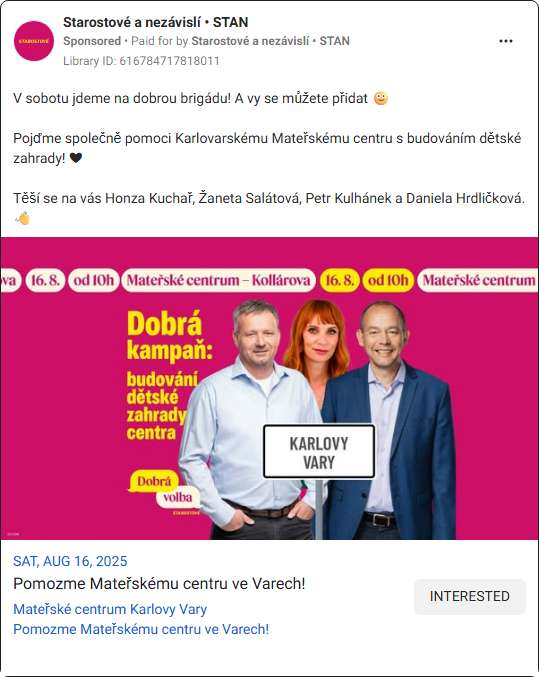 Starostové a nezávislí • STAN
Sponsored • Paid for by Starostové a nezávislí • STAN
Library ID: 616784717818011
STAROSTOVÉ
V sobotu jdeme na dobrou brigádu! A vy se můžete přidat 😉
Pojďme společně pomoci Karlovarskému Mateřskému centru s budováním dětské
zahrady! 🖤
Těší se na vás Honza Kuchař, Žaneta Salátová, Petr Kulhánek a Daniela Hrdličková.
👍
ova 16. 8. od 10h Mateřské centrum – Kollárova 16. 8. od 10h Mateřské centrum
Dobrá
kampaň:
budování
dětské
zahrady
centra
KARLOVY
VARY
Dobrá
volba
STAROSTOVÉ
SAT, AUG 16, 2025
Pomozme Mateřskému centru ve Varech!
Mateřské centrum Karlovy Vary
Pomozme Mateřskému centru ve Varech!
INTERESTED